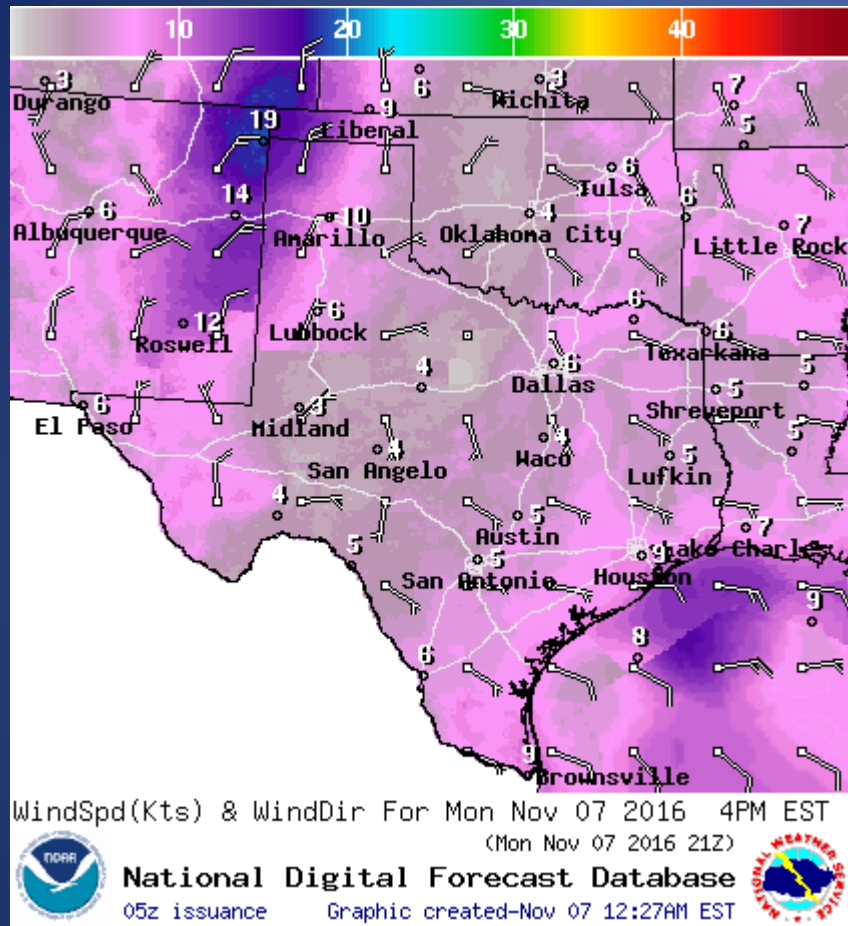 10 20 30 40
3 6 3 7
Durango Wichita
9
Liberal
19 5
6
Tulsa
14
6 10 4 6 7
Albuquerque Amarillo Oklahoma City Little Rock
12 6 6
Roswell Lubbock
6
Texarkana
4 6
Dallas
5 5
6 Shreveport
El Paso Midland
4 4 5
San Angelo Waco Lufkin
5
4 5 7
Austin Lake Charles
5 5 9
San Antonio Houston
9
8
6
9
Brownsville
WindSpd(Kts) & WindDir For Mon Nov 07 2016 4PM EST
(Mon Nov 07 2016 21Z)
NOAA
National Digital Forecast Database
05z issuance Graphic created-Nov 07 12:27AM EST
NATIONAL WEATHER SERVICE